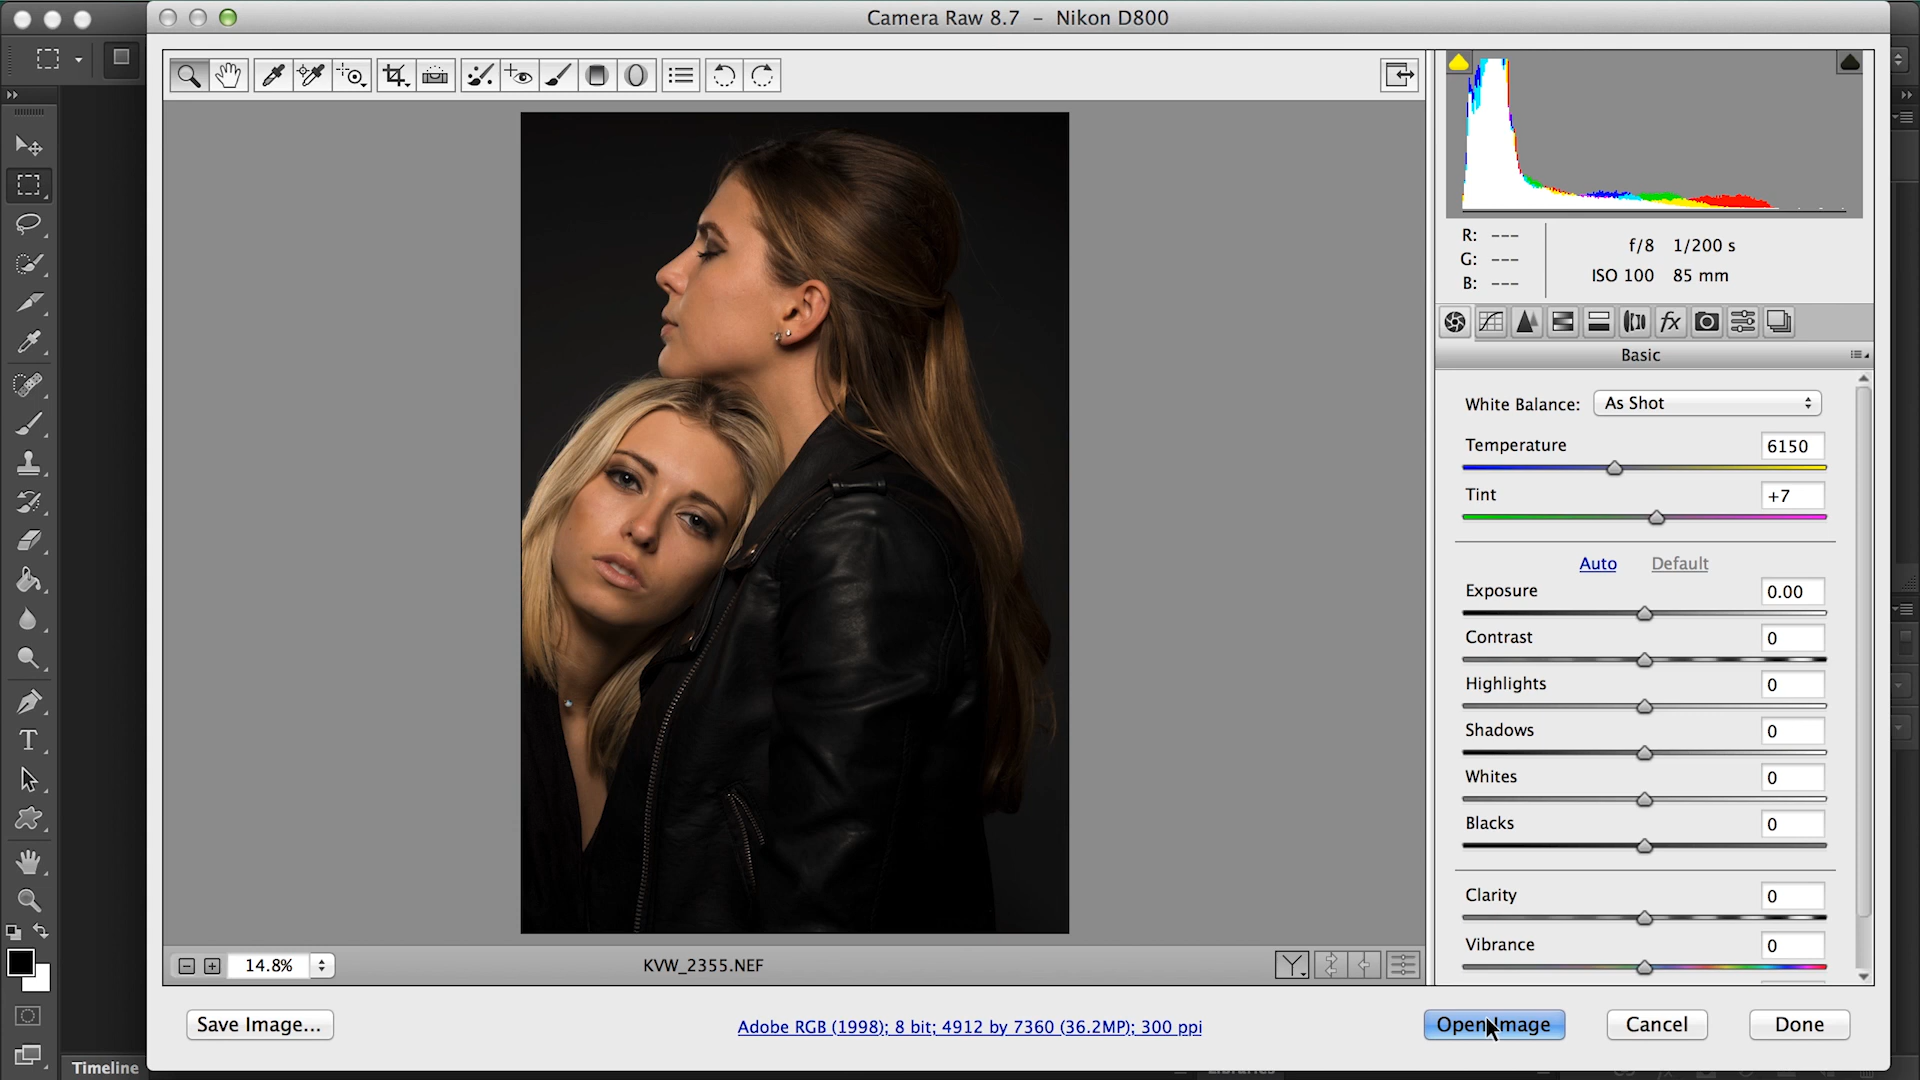 Camera Raw 8.7 – Nikon D800
R: ---
G: ---
B: ---
f/8 1/200 s
ISO 100 85 mm
fx
Basic
White Balance: As Shot
Temperature 6150
Tint +7
Auto Default
Exposure 0.00
Contrast 0
Highlights 0
Shadows 0
Whites 0
Blacks 0
Clarity 0
Vibrance 0
T
14.8%
KVW_2355.NEF
Y
Save Image...
Adobe RGB (1998); 8 bit; 4912 by 7360 (36.2MP); 300 ppi
Open Image
Cancel
Done
Timeline
Libraries